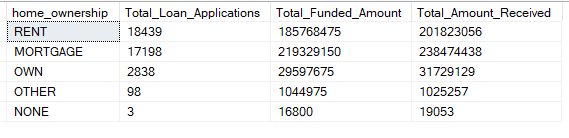 home_ownership Total_Loan_Applications Total_Funded_Amount Total_Amount_Received
RENT 18439 185768475 201823056
MORTGAGE 17198 219329150 238474438
OWN 2838 29597675 31729129
OTHER 98 1044975 1025257
NONE 3 16800 19053